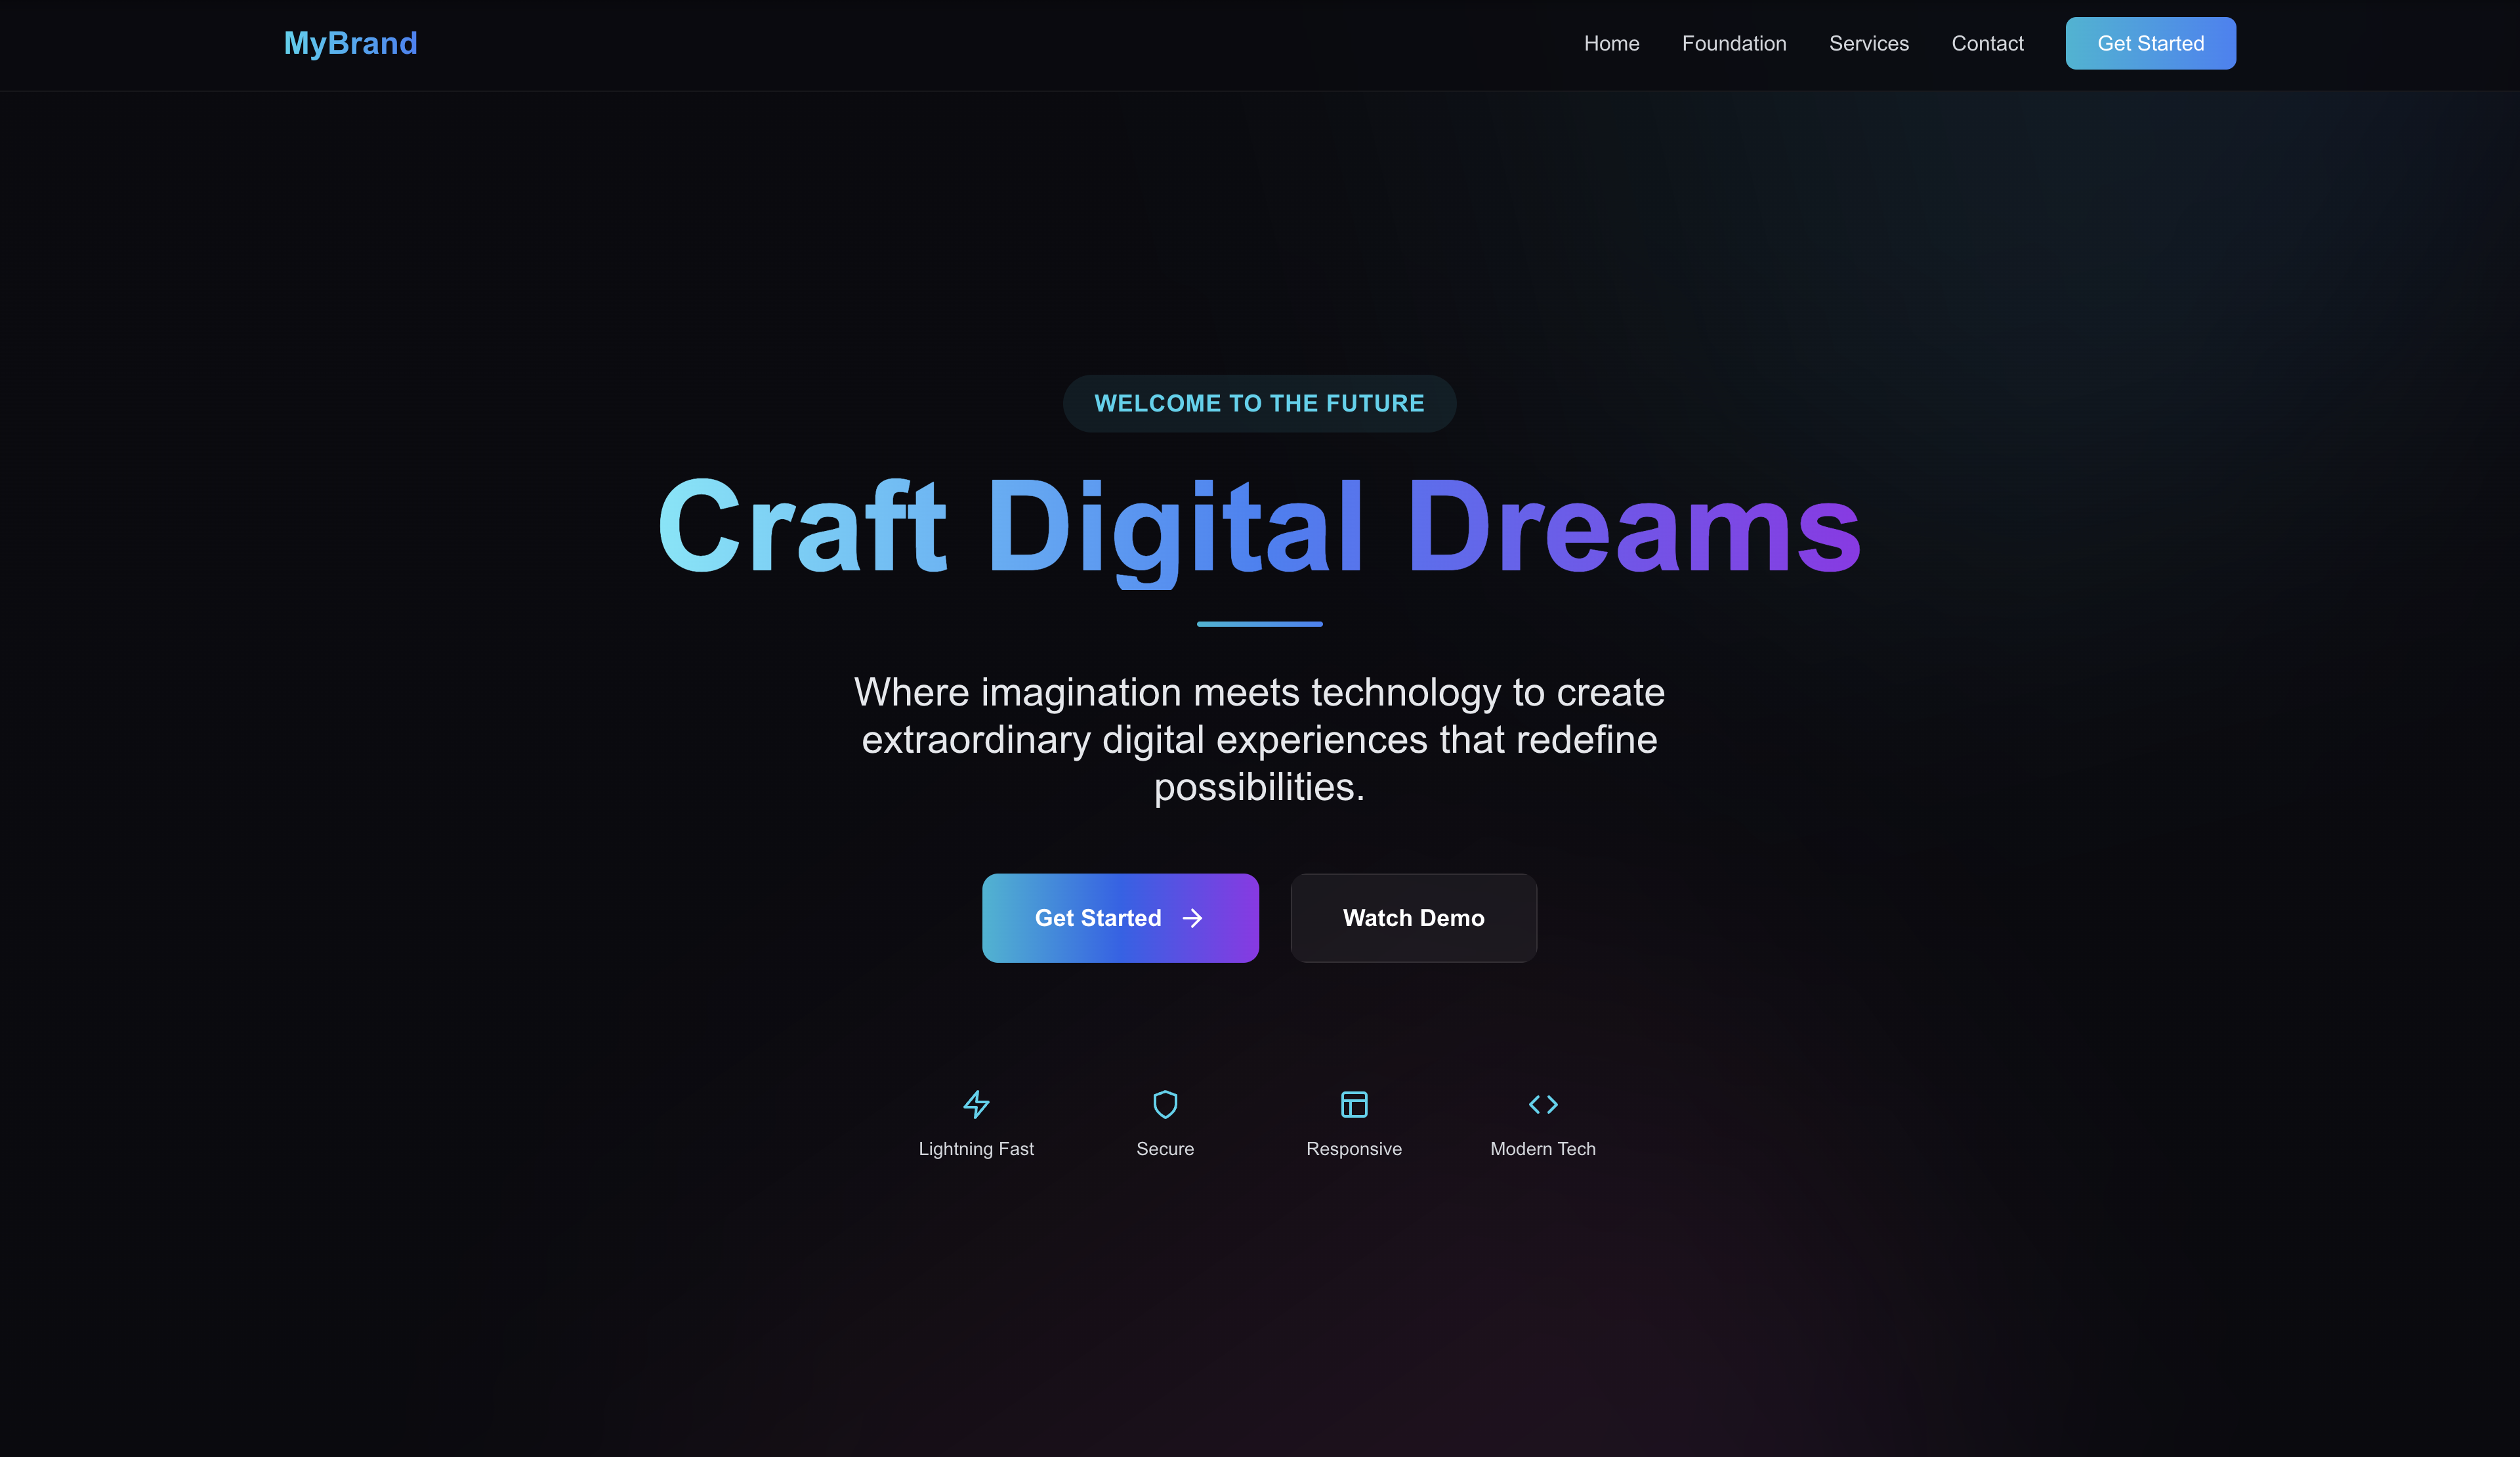 MyBrand
Home
Foundation
Services
Contact
Get Started
WELCOME TO THE FUTURE
Craft Digital Dreams
Where imagination meets technology to create
extraordinary digital experiences that redefine
possibilities.
Get Started
Watch Demo
Lightning Fast
Secure
Responsive
Modern Tech